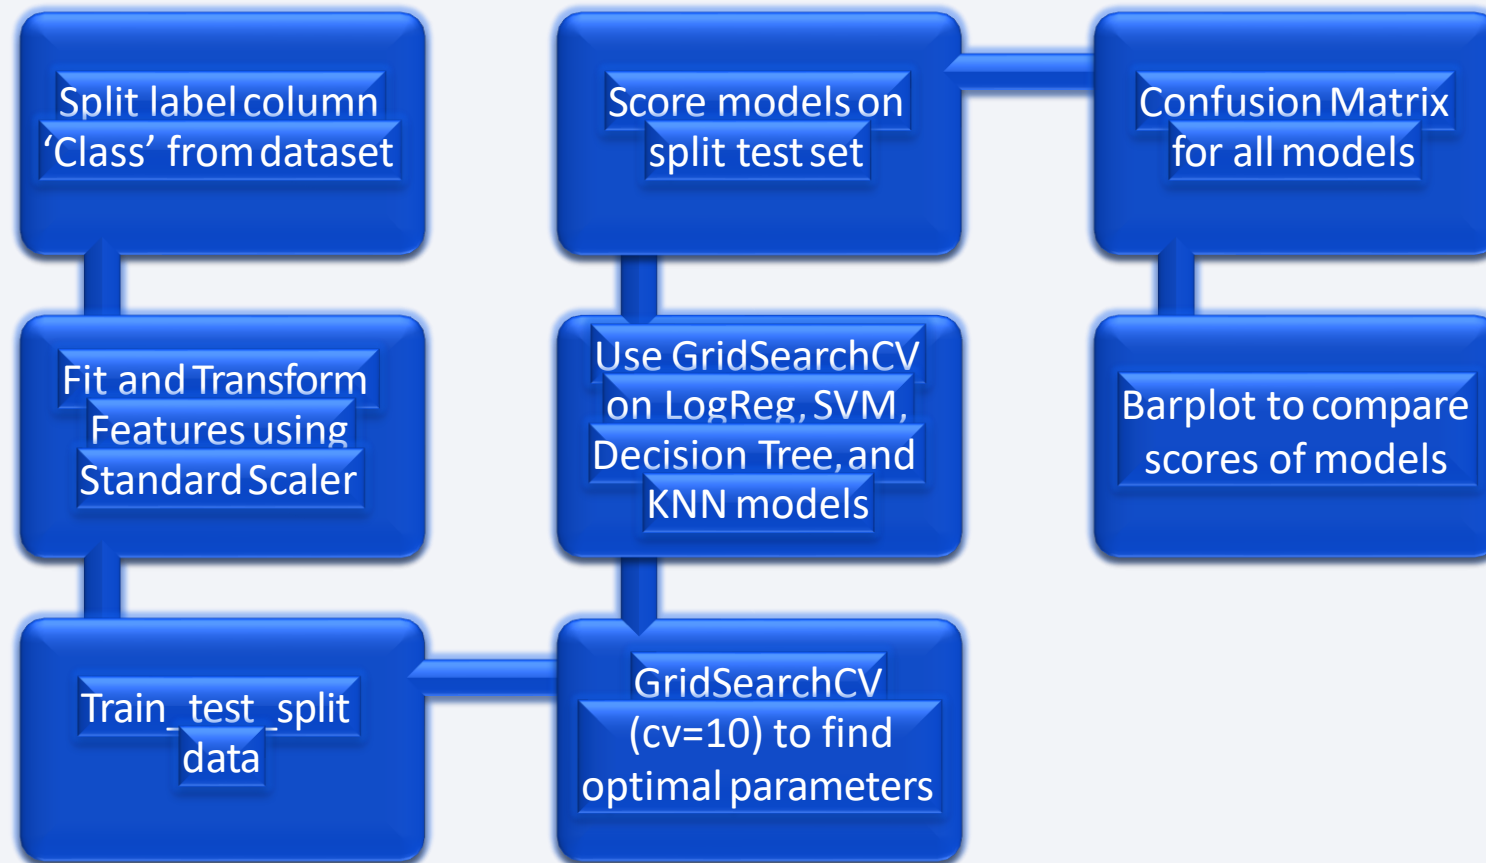 Split label column
‘Class’ from dataset
Fit and Transform
Features using
Standard Scaler
Train_test_split
data
GridSearchCV
(cv=10) to find
optimal parameters
Use GridSearchCV
on LogReg, SVM,
Decision Tree, and
KNN models
Score models on
split test set
Confusion Matrix
for all models
Barplot to compare
scores of models